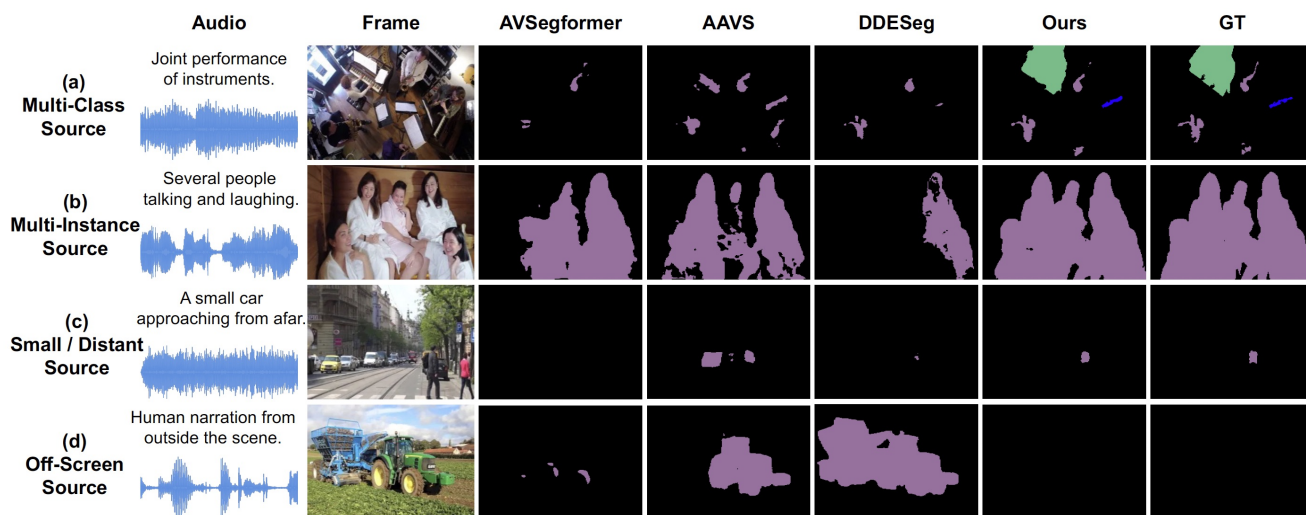 Audio Frame AVSegformer AAVS DDESeg Ours GT
(a)
Multi-Class
Source
Joint performance
of instruments.
(b)
Multi-Instance
Source
Several people
talking and laughing.
(c)
Small / Distant
Source
A small car
approaching from afar.
(d)
Off-Screen
Source
Human narration from
outside the scene.